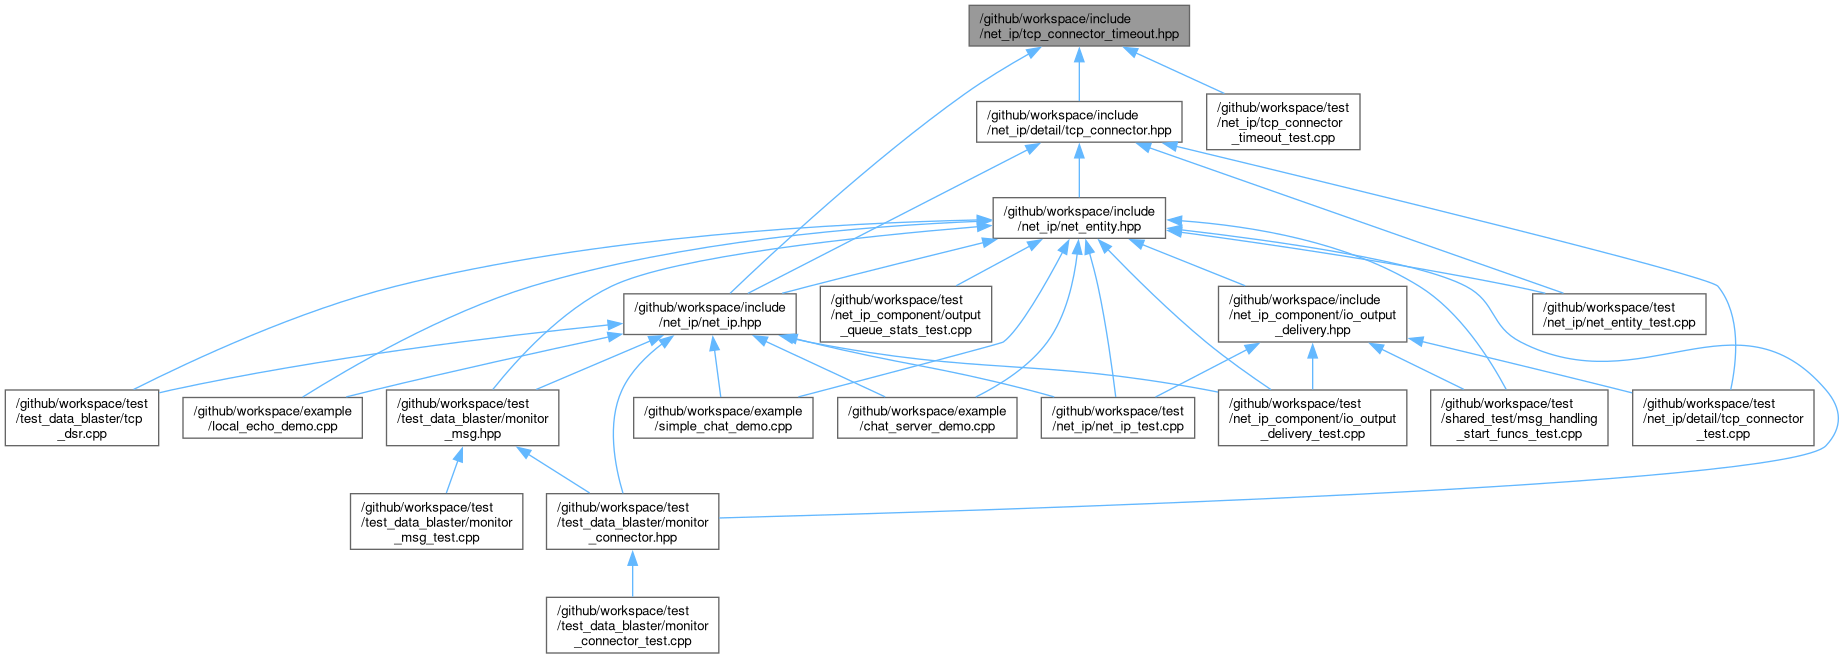 /github/workspace/include
/net_ip/tcp_connector_timeout.hpp
/github/workspace/include
/net_ip/detail/tcp_connector.hpp
/github/workspace/test
/net_ip/tcp_connector
_timeout_test.cpp
/github/workspace/include
/net_ip/net_entity.hpp
/github/workspace/include
/net_ip/net_ip.hpp
/github/workspace/test
/net_ip_component/output
_queue_stats_test.cpp
/github/workspace/include
/net_ip_component/io_output
_delivery.hpp
/github/workspace/test
/net_ip/net_entity_test.cpp
/github/workspace/test
/test_data_blaster/tcp
_dsr.cpp
/github/workspace/example
/local_echo_demo.cpp
/github/workspace/test
/test_data_blaster/monitor
_msg.hpp
/github/workspace/example
/simple_chat_demo.cpp
/github/workspace/example
/chat_server_demo.cpp
/github/workspace/test
/net_ip/net_ip_test.cpp
/github/workspace/test
/net_ip_component/io_output
_delivery_test.cpp
/github/workspace/test
/shared_test/msg_handling
_start_funcs_test.cpp
/github/workspace/test
/net_ip/detail/tcp_connector
_test.cpp
/github/workspace/test
/test_data_blaster/monitor
_msg_test.cpp
/github/workspace/test
/test_data_blaster/monitor
_connector.hpp
/github/workspace/test
/test_data_blaster/monitor
_connector_test.cpp